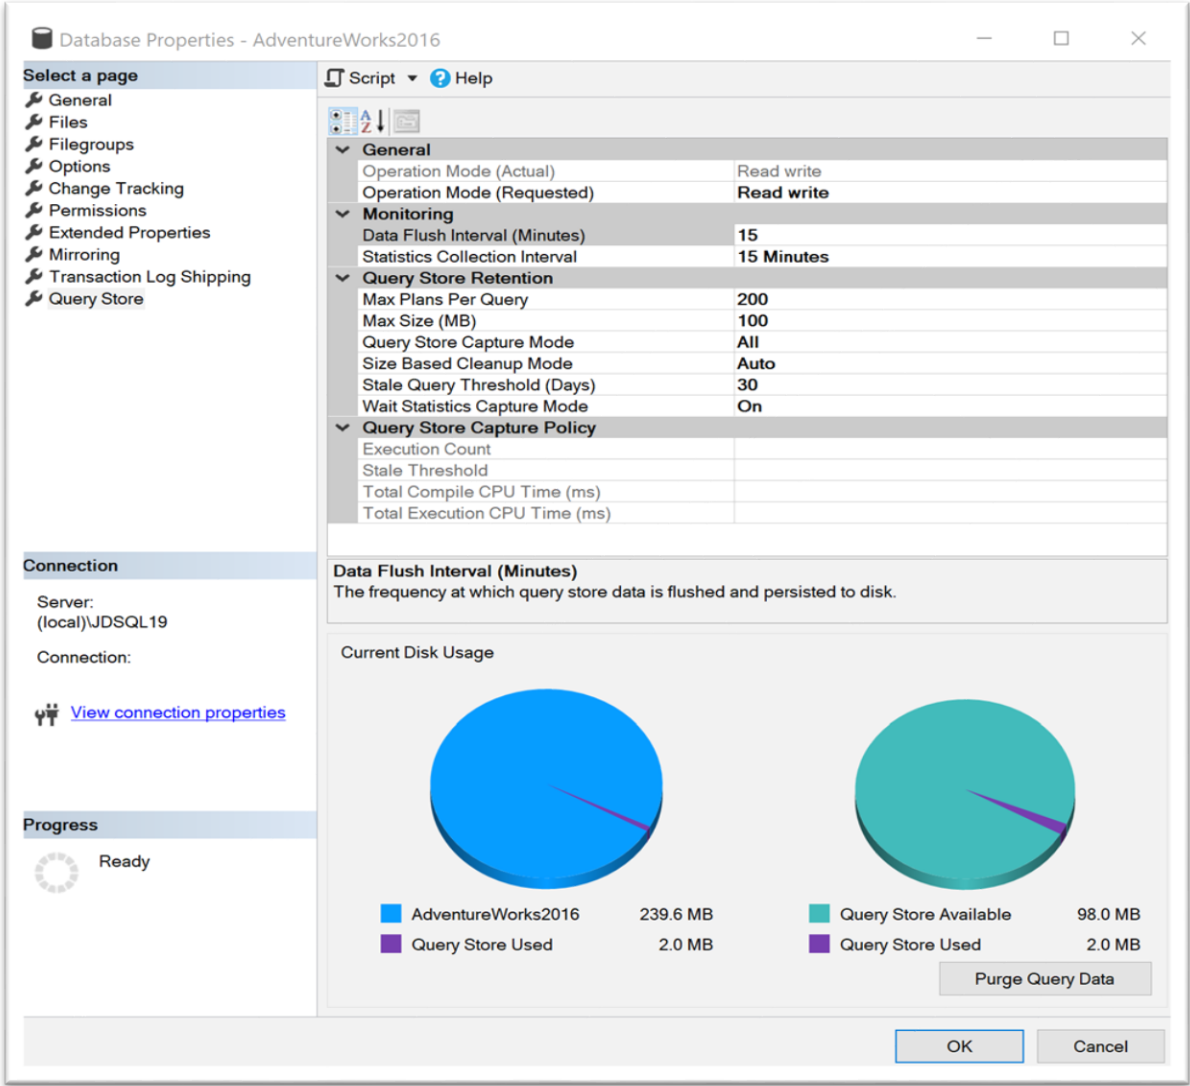 Database Properties - AdventureWorks2016
Select a page
General
Files
Filegroups
Options
Change Tracking
Permissions
Extended Properties
Mirroring
Transaction Log Shipping
Query Store
Connection
Server:
(local)\JDSQL19
Connection:
View connection properties
Progress
Ready
Script Help
General
Operation Mode (Actual) Read write
Operation Mode (Requested) Read write
Monitoring
Data Flush Interval (Minutes) 15
Statistics Collection Interval 15 Minutes
Query Store Retention
Max Plans Per Query 200
Max Size (MB) 100
Query Store Capture Mode All
Size Based Cleanup Mode Auto
Stale Query Threshold (Days) 30
Wait Statistics Capture Mode On
Query Store Capture Policy
Execution Count
Stale Threshold
Total Compile CPU Time (ms)
Total Execution CPU Time (ms)
Data Flush Interval (Minutes)
The frequency at which query store data is flushed and persisted to disk.
Current Disk Usage
AdventureWorks2016 239.6 MB
Query Store Used 2.0 MB
Query Store Available 98.0 MB
Query Store Used 2.0 MB
Purge Query Data
OK Cancel